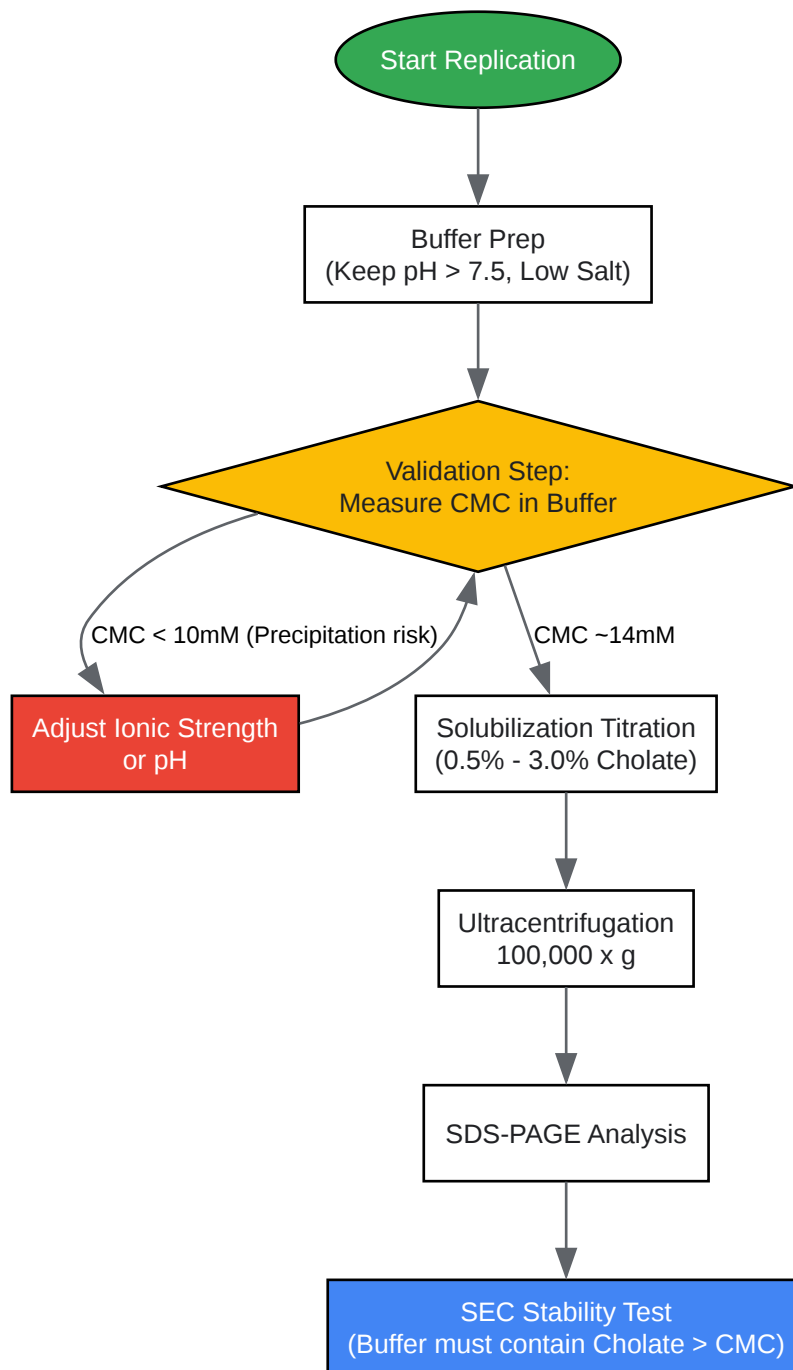 Start Replication
Buffer Prep
(Keep pH > 7.5, Low Salt)
Validation Step:
Measure CMC in Buffer
CMC < 10mM (Precipitation risk)
CMC ~14mM
Adjust Ionic Strength
or pH
Solubilization Titration
(0.5% - 3.0% Cholate)
Ultracentrifugation
100,000 x g
SDS-PAGE Analysis
SEC Stability Test
(Buffer must contain Cholate > CMC)